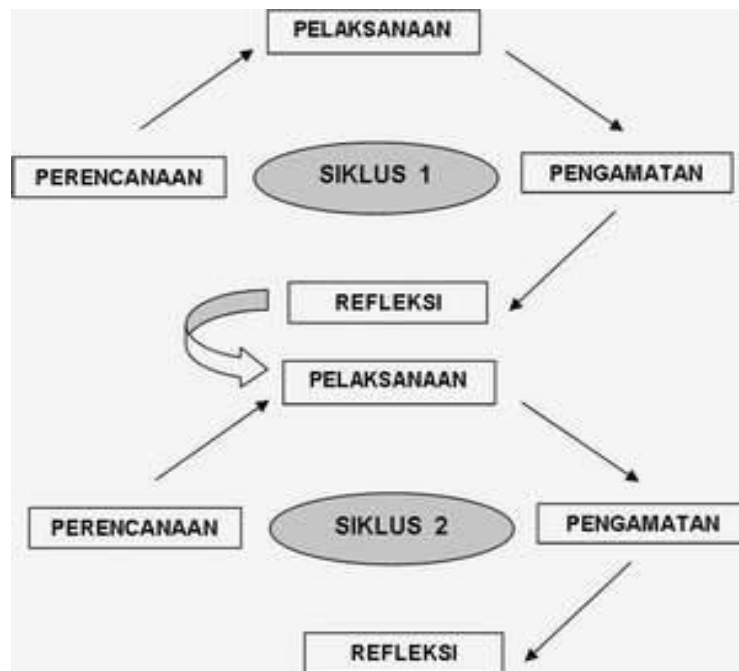 PELAKSANAAN
PERENCANAAN
SIKLUS 1
PENGAMATAN
REFLEKSI
PELAKSANAAN
PERENCANAAN
SIKLUS 2
PENGAMATAN
REFLEKSI